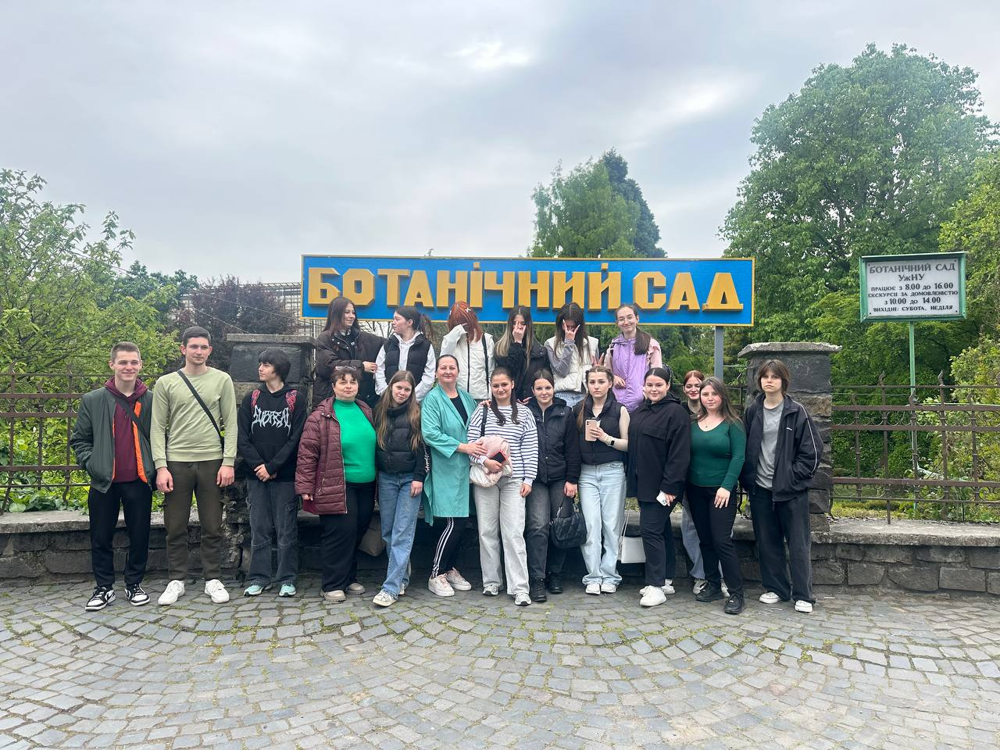 БОТАНІЧНИЙ САД
БОТАНІЧНИЙ САД
УжНУ
ПРАЦЮЄ з 8.00 до 16.00
ЕКСКУРСІЇ ЗА ДОМОВЛЕНІСТЮ
з 10.00 до 14.00
ВИХІДНІ: СУБОТА, НЕДІЛЯ